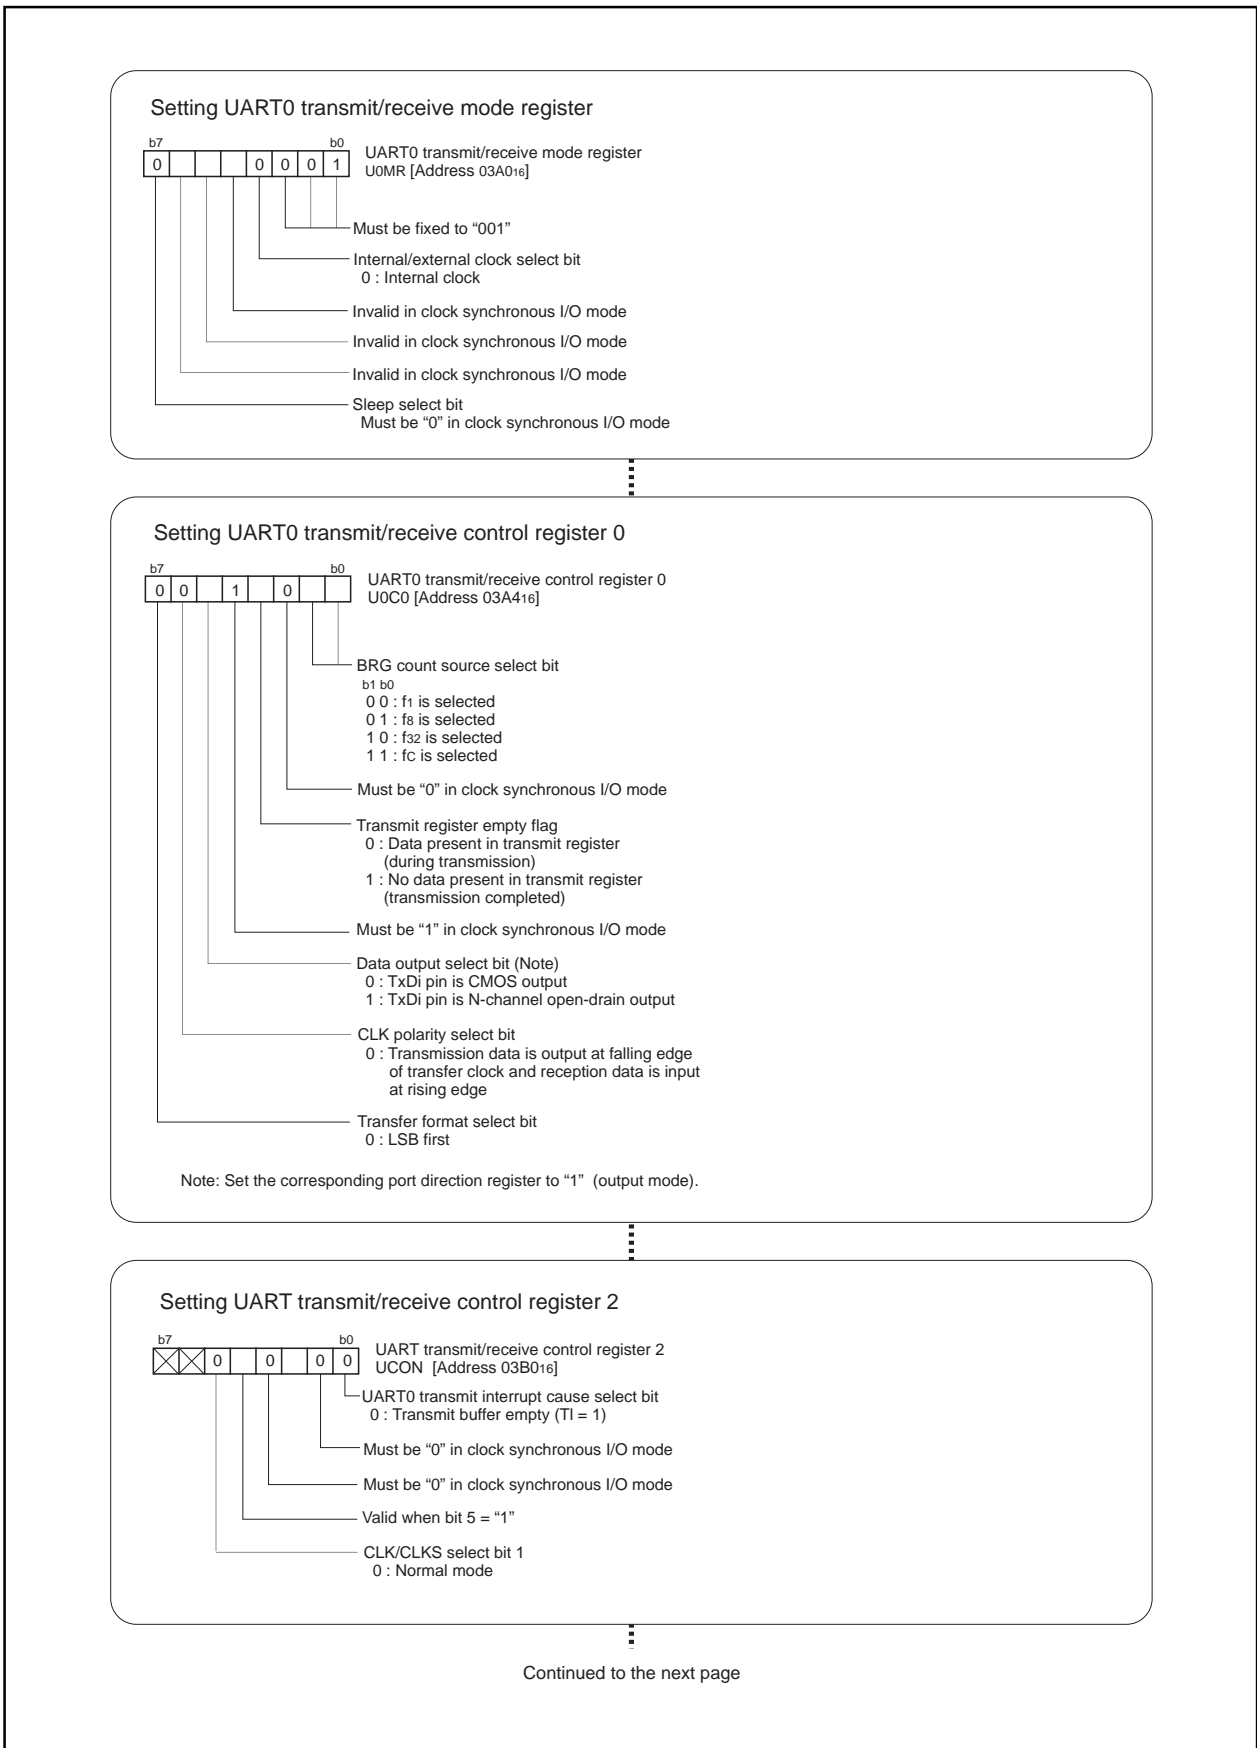 Setting UART0 transmit/receive mode register
b7 b0
0 0 0 0 1
UART0 transmit/receive mode register
U0MR [Address 03A016]
Must be fixed to “001”
Internal/external clock select bit
0 : Internal clock
Invalid in clock synchronous I/O mode
Invalid in clock synchronous I/O mode
Invalid in clock synchronous I/O mode
Sleep select bit
Must be “0” in clock synchronous I/O mode
Setting UART0 transmit/receive control register 0
b7 b0
0 0 1 0
UART0 transmit/receive control register 0
U0C0 [Address 03A416]
BRG count source select bit
b1 b0
0 0 : f1 is selected
0 1 : f8 is selected
1 0 : f32 is selected
1 1 : fC is selected
Must be “0” in clock synchronous I/O mode
Transmit register empty flag
0 : Data present in transmit register
(during transmission)
1 : No data present in transmit register
(transmission completed)
Must be “1” in clock synchronous I/O mode
Data output select bit (Note)
0 : TxDi pin is CMOS output
1 : TxDi pin is N-channel open-drain output
CLK polarity select bit
0 : Transmission data is output at falling edge
of transfer clock and reception data is input
at rising edge
Transfer format select bit
0 : LSB first
Note: Set the corresponding port direction register to “1” (output mode).
Setting UART transmit/receive control register 2
b7 b0
0 0 0 0
UART transmit/receive control register 2
UCON [Address 03B016]
UART0 transmit interrupt cause select bit
0 : Transmit buffer empty (TI = 1)
Must be “0” in clock synchronous I/O mode
Must be “0” in clock synchronous I/O mode
Valid when bit 5 = “1”
CLK/CLKS select bit 1
0 : Normal mode
Continued to the next page